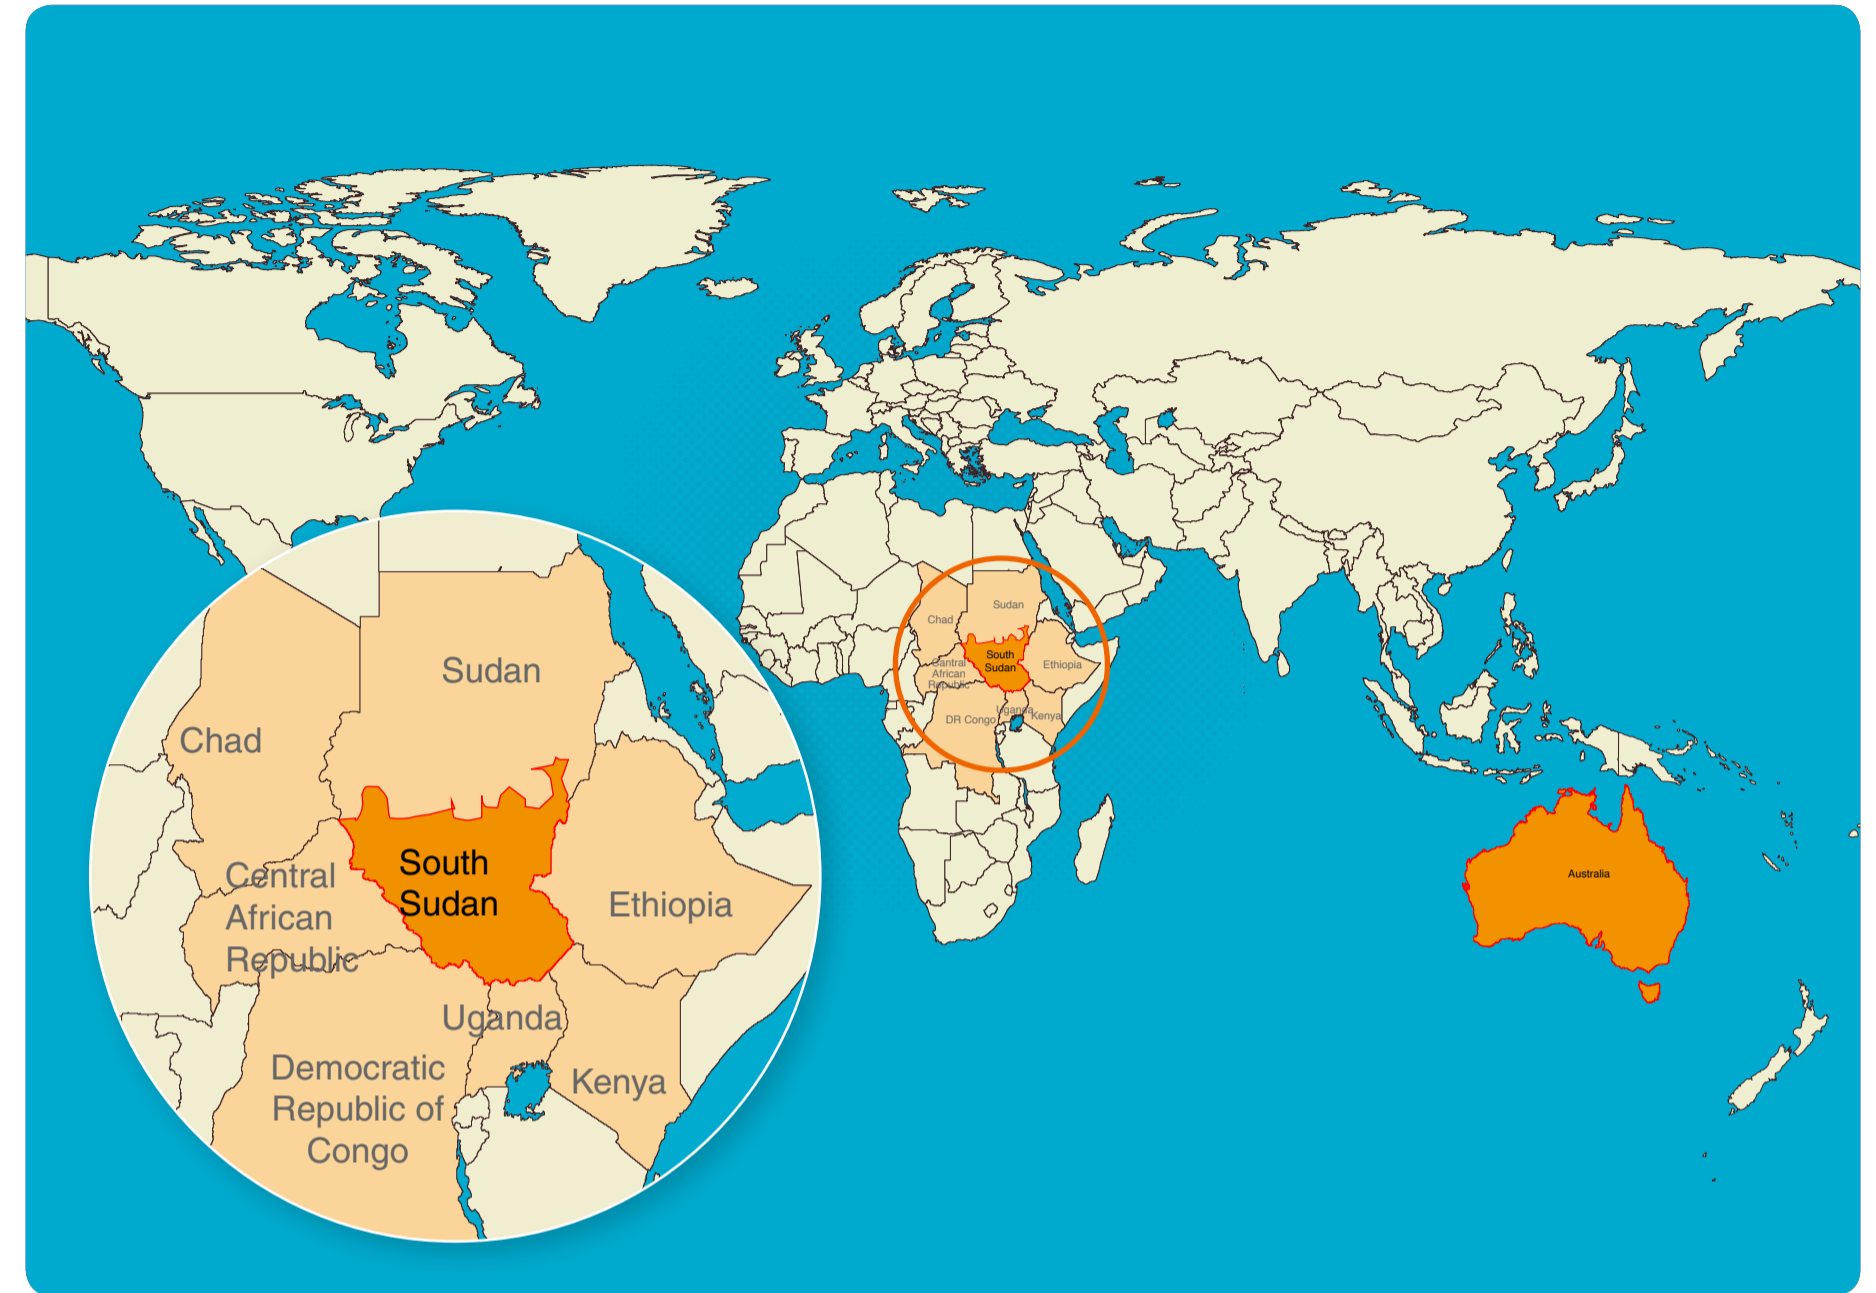 Sudan
Chad
South
Sudan
Central
African
Republic
Ethiopia
Uganda
Democratic
Republic of
Congo
Kenya
Sudan
Chad
South
Sudan
Santral
African
Republic
Ethiopia
Uganda
DR Congo
Kenya
Australia